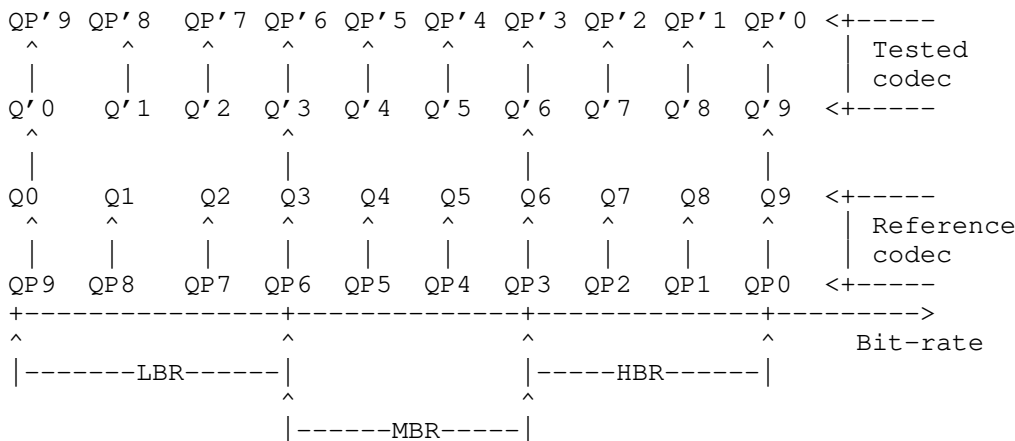 QP'9 QP'8  QP'7 QP'6 QP'5 QP'4 QP'3 QP'2 QP'1 QP'0 <+-----
 ^     ^    ^    ^    ^    ^    ^    ^    ^    ^    | Tested
 |     |    |    |    |    |    |    |    |    |    | codec
Q'0   Q'1  Q'2  Q'3  Q'4  Q'5  Q'6  Q'7  Q'8  Q'9  <+-----
 ^               ^              ^              ^
 |               |              |              |
Q0    Q1    Q2   Q3   Q4   Q5   Q6   Q7   Q8   Q9  <+-----
 ^    ^     ^    ^    ^    ^    ^    ^    ^    ^    | Reference
 |    |     |    |    |    |    |    |    |    |    | codec
QP9  QP8   QP7  QP6  QP5  QP4  QP3  QP2  QP1  QP0  <+-----
+----------------+--------------+--------------+--------->
^                ^              ^              ^     Bit-rate
|-------LBR------|              |-----HBR------|
                 ^              ^
                 |------MBR-----|